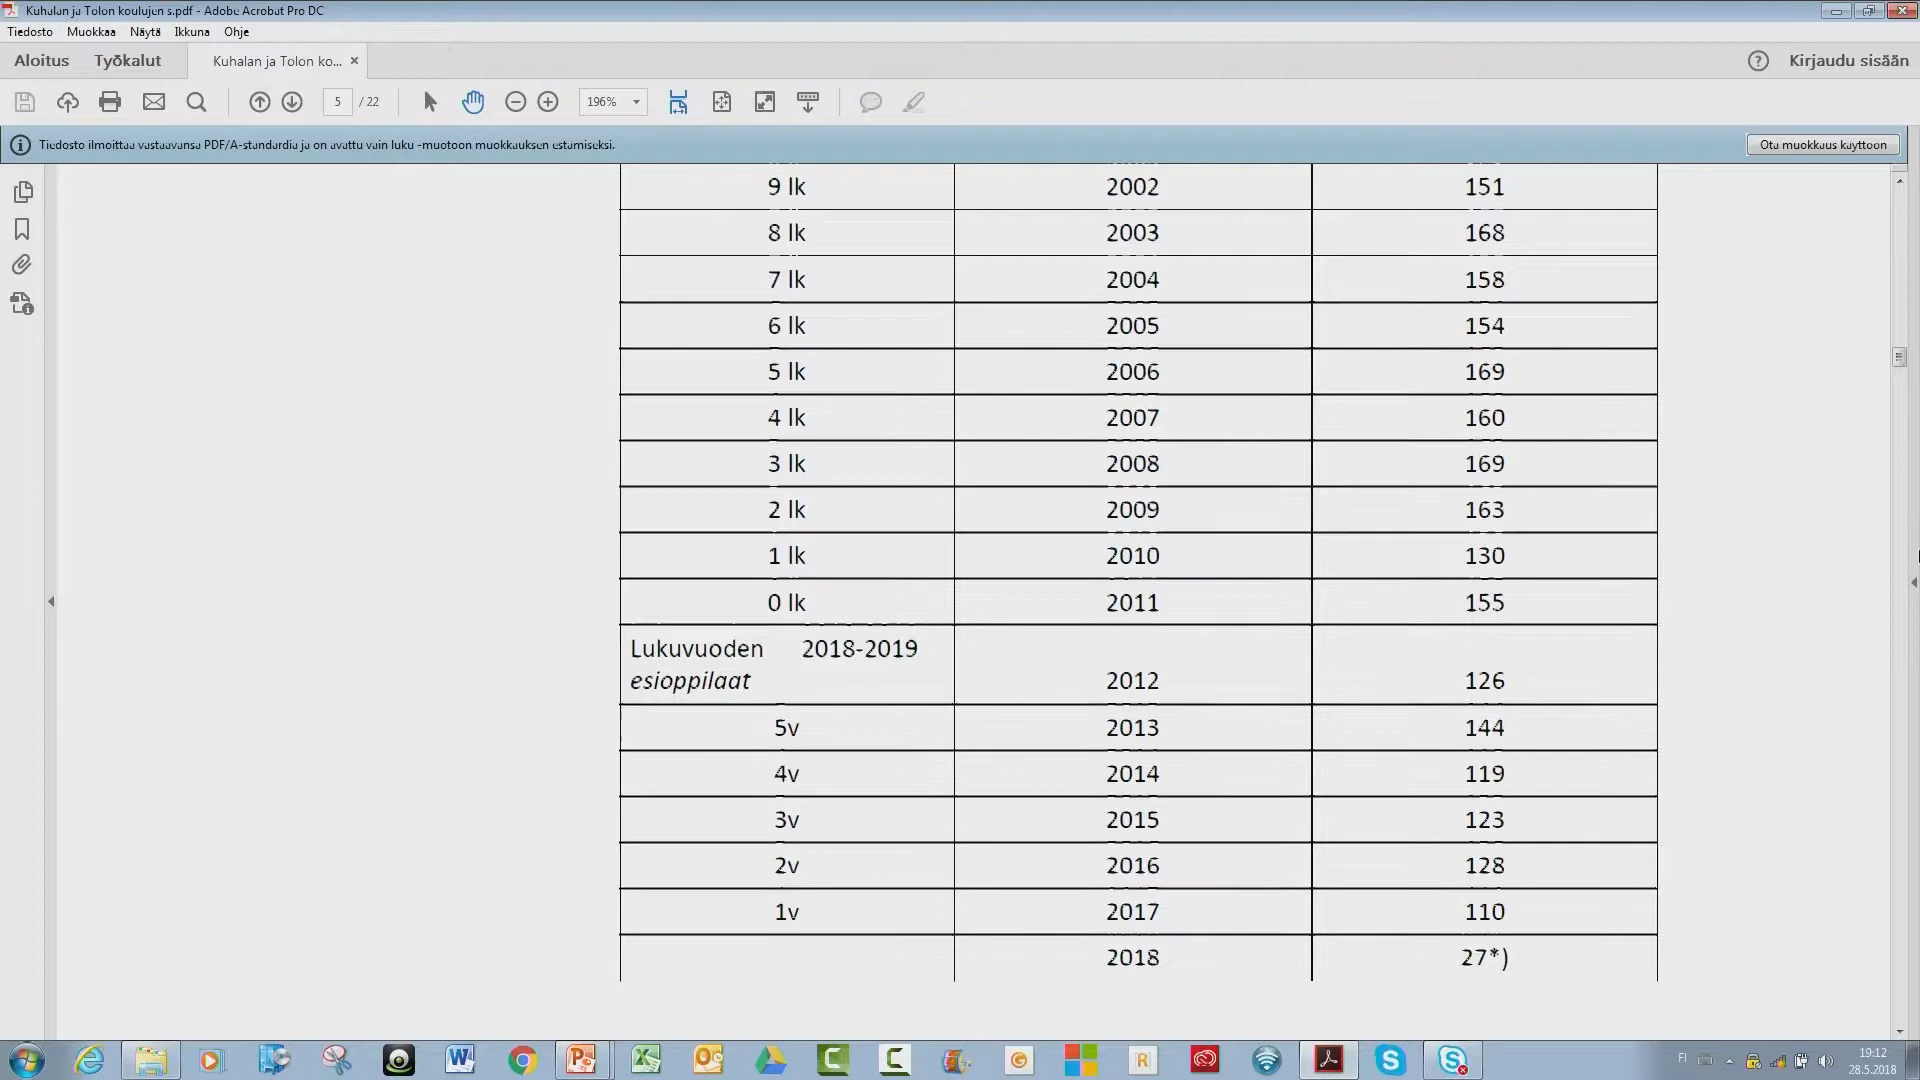 Kuhalan ja Tolon koulujen s.pdf - Adobe Acrobat Pro DC
Tiedosto Muokkaa Näytä Ikkuna Ohje
Aloitus Työkalut Kuhalan ja Tolon ko... × ? Kirjaudu sisään
5 / 22 196%
Tiedosto ilmoittaa vastaavansa PDF/A-standardia ja on avattu vain luku -muotoon muokkauksen estämiseksi. Ota muokkaus käyttöön
9 lk 2002 151
8 lk 2003 168
7 lk 2004 158
6 lk 2005 154
5 lk 2006 169
4 lk 2007 160
3 lk 2008 169
2 lk 2009 163
1 lk 2010 130
0 lk 2011 155
Lukuvuoden 2018-2019
esioppilaat 2012 126
5v 2013 144
4v 2014 119
3v 2015 123
2v 2016 128
1v 2017 110
2018 27*)
FI 19:12
28.5.2018